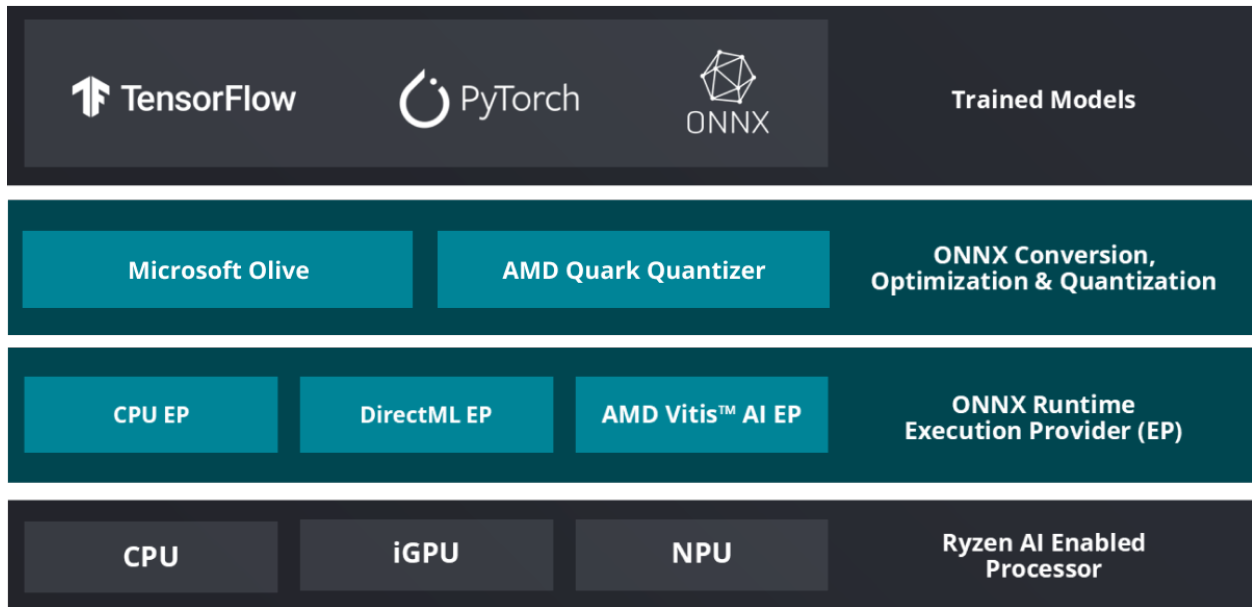 TensorFlow
PyTorch
ONNX
Trained Models
Microsoft Olive
AMD Quark Quantizer
ONNX Conversion,
Optimization & Quantization
CPU EP
DirectML EP
AMD Vitis™ AI EP
ONNX Runtime
Execution Provider (EP)
CPU
iGPU
NPU
Ryzen AI Enabled
Processor